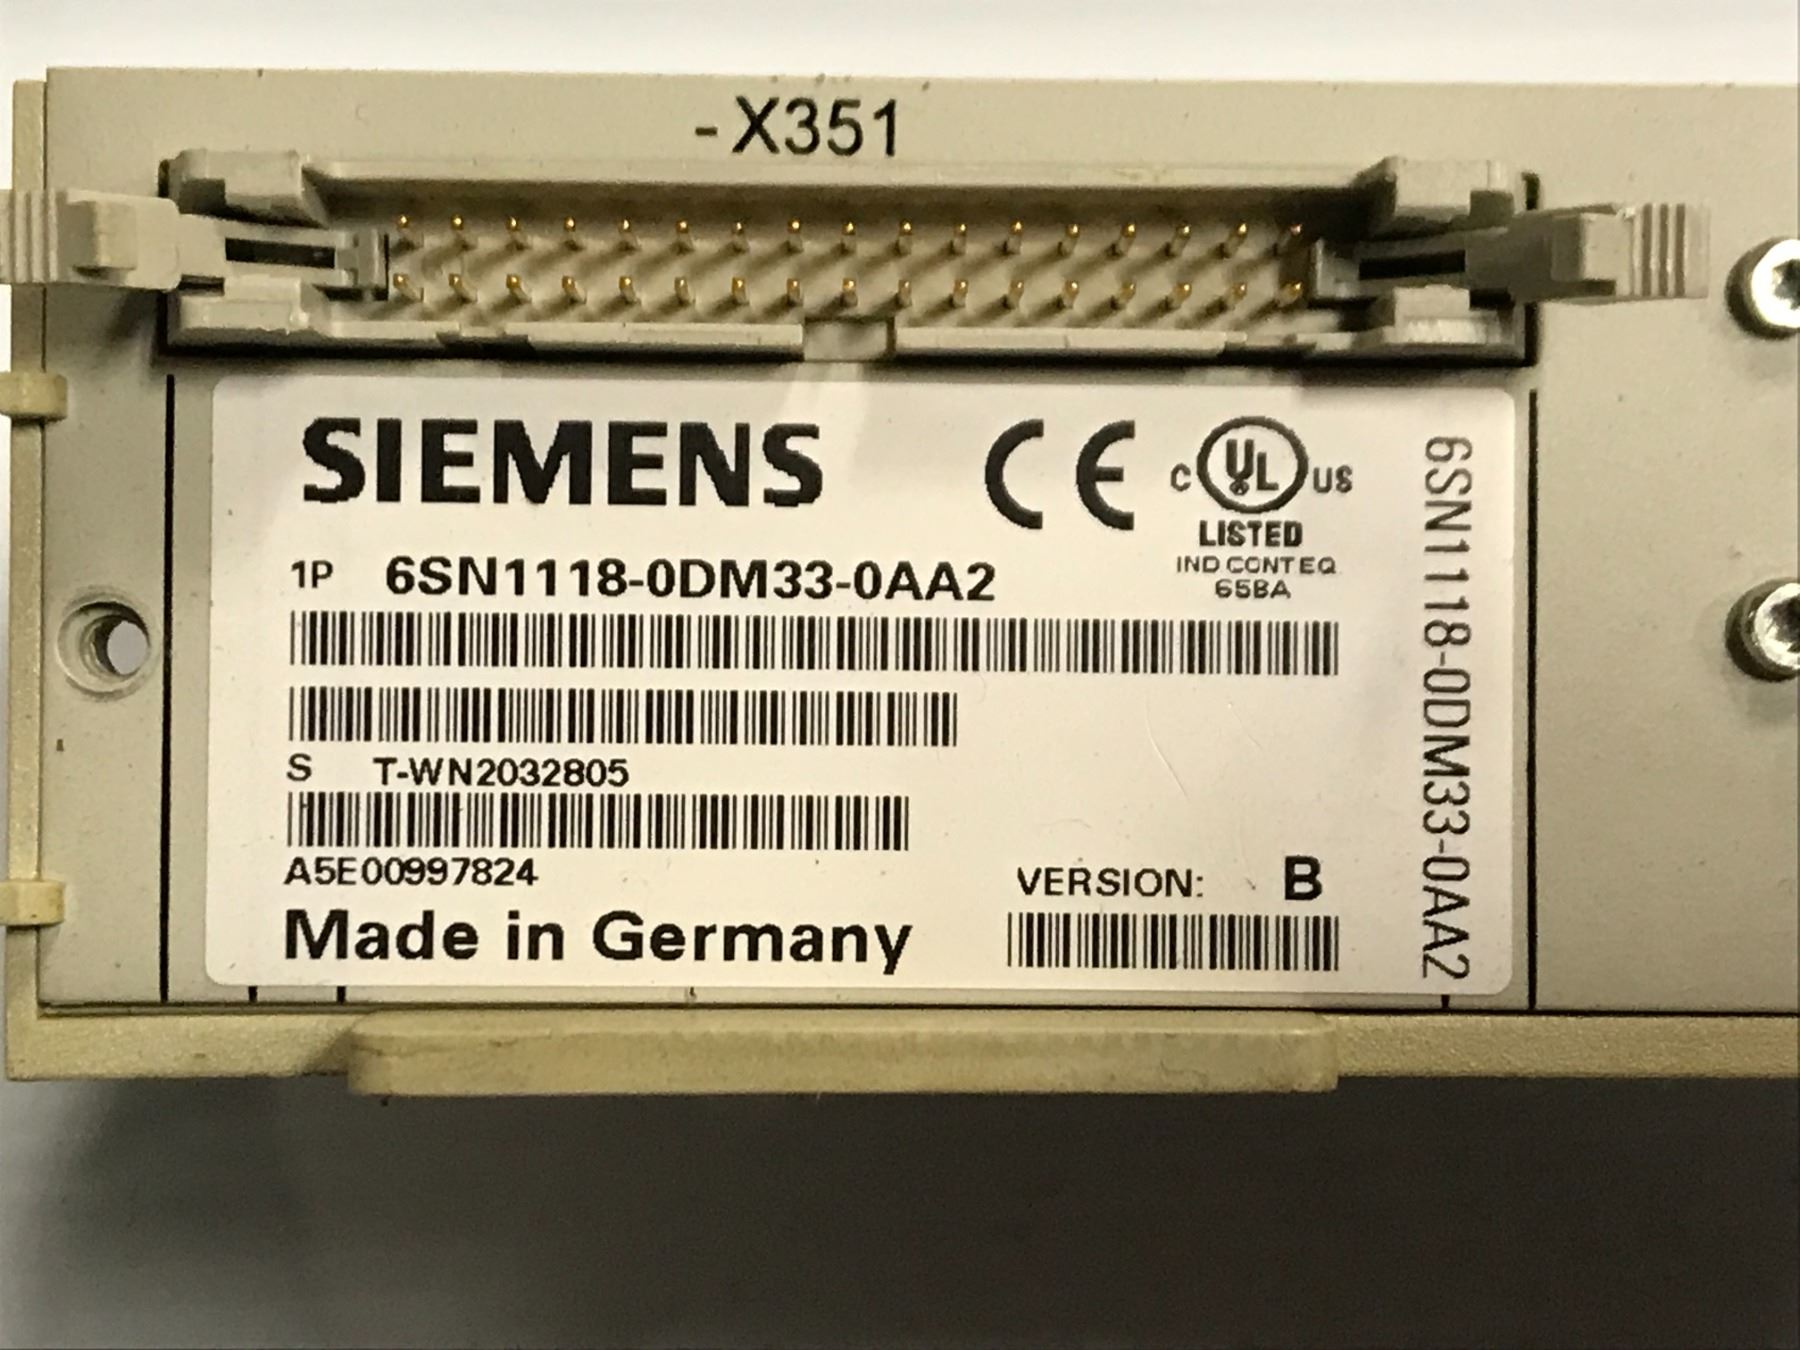 -X351
SIEMENS
CE
C UL US
LISTED
IND CONT EQ
65BA
1P 6SN1118-0DM33-0AA2
S T-WN2032805
A5E00997824
VERSION: B
Made in Germany
6SN1118-0DM33-0AA2